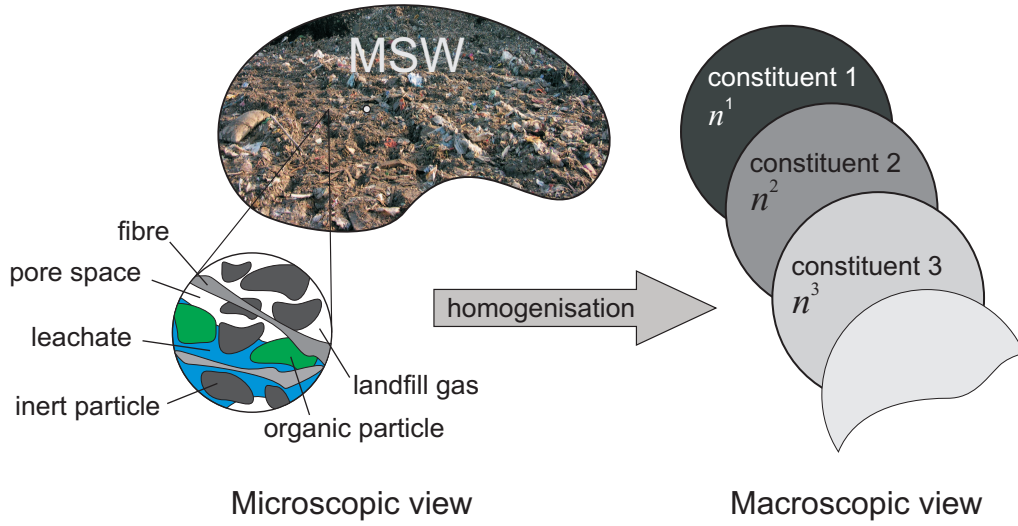 MSW
fibre
pore space
leachate
inert particle
organic particle
landfill gas
homogenisation
constituent 1
n¹
constituent 2
n²
constituent 3
n³
Microscopic view
Macroscopic view